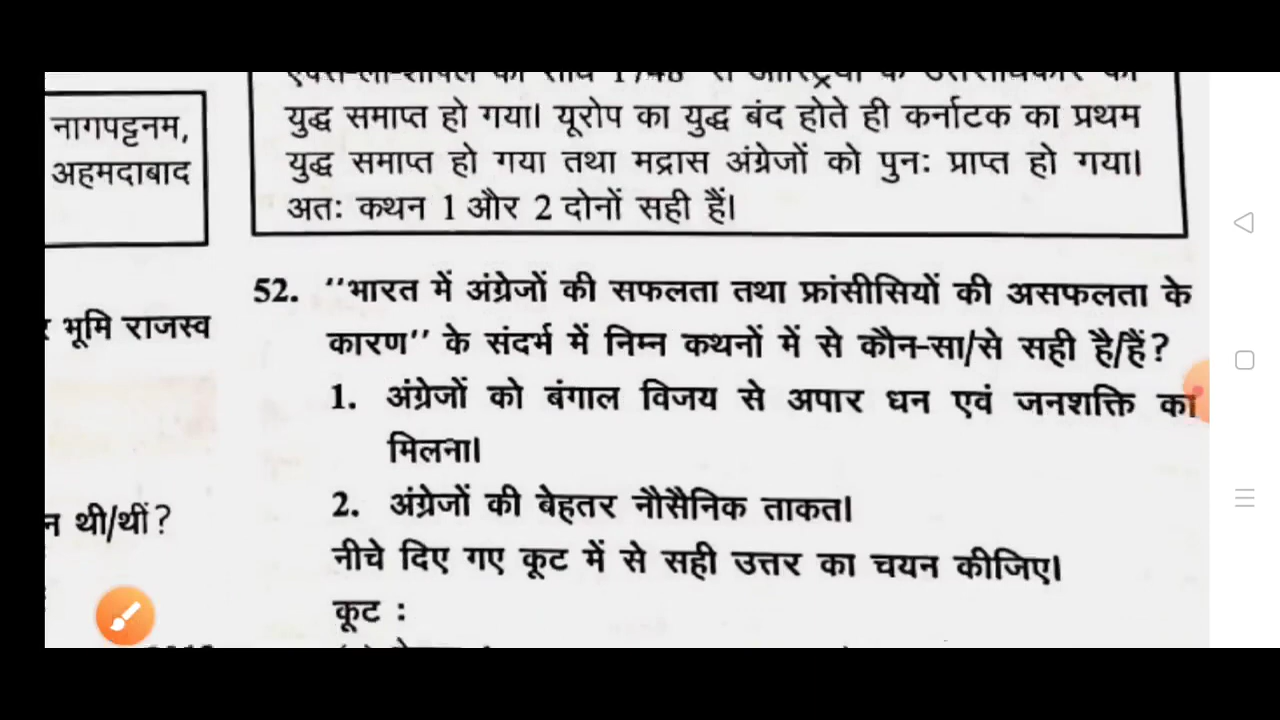 नागपट्टनम,
अहमदाबाद
भूमि राजस्व
थी/थीं?
युद्ध समाप्त हो गया। यूरोप का युद्ध बंद होते ही कर्नाटक का प्रथम
युद्ध समाप्त हो गया तथा मद्रास अंग्रेजों को पुनः प्राप्त हो गया।
अतः कथन 1 और 2 दोनों सही हैं।
52. ''भारत में अंग्रेजों की सफलता तथा फ्रांसीसियों की असफलता के
कारण'' के संदर्भ में निम्न कथनों में से कौन-सा/से सही है/हैं?
1. अंग्रेजों को बंगाल विजय से अपार धन एवं जनशक्ति का
मिलना।
2. अंग्रेजों की बेहतर नौसैनिक ताकत।
नीचे दिए गए कूट में से सही उत्तर का चयन कीजिए।
कूट :